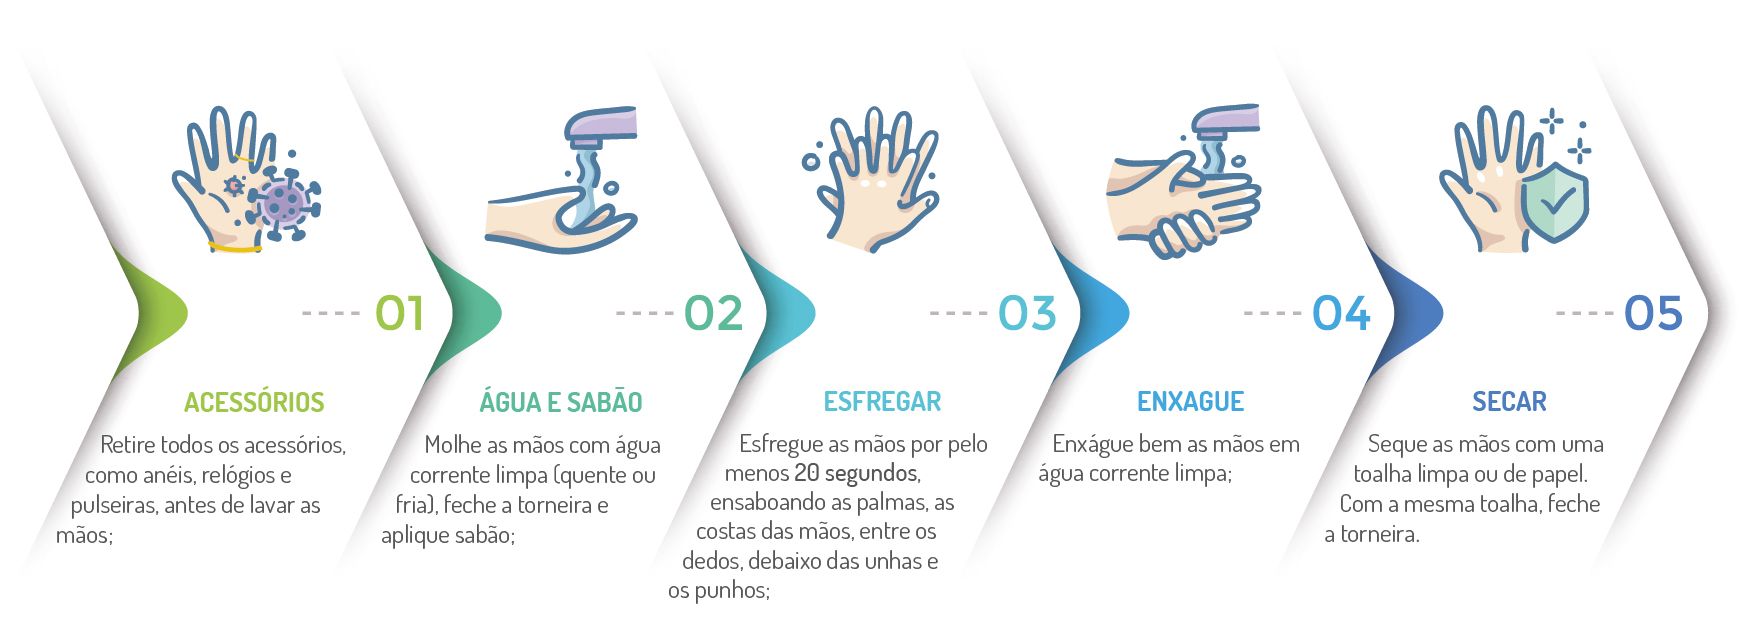 01
ACESSÓRIOS
Retire todos os acessórios,
como anéis, relógios e
pulseiras, antes de lavar as
mãos;
02
ÁGUA E SABÃO
Molhe as mãos com água
corrente limpa (quente ou
fria), feche a torneira e
aplique sabão;
03
ESFREGAR
Esfregue as mãos por pelo
menos 20 segundos,
ensaboando as palmas, as
costas das mãos, entre os
dedos, debaixo das unhas e
os punhos;
04
ENXAGUE
Enxágue bem as mãos em
água corrente limpa;
05
SECAR
Seque as mãos com uma
toalha limpa ou de papel.
Com a mesma toalha, feche
a torneira.